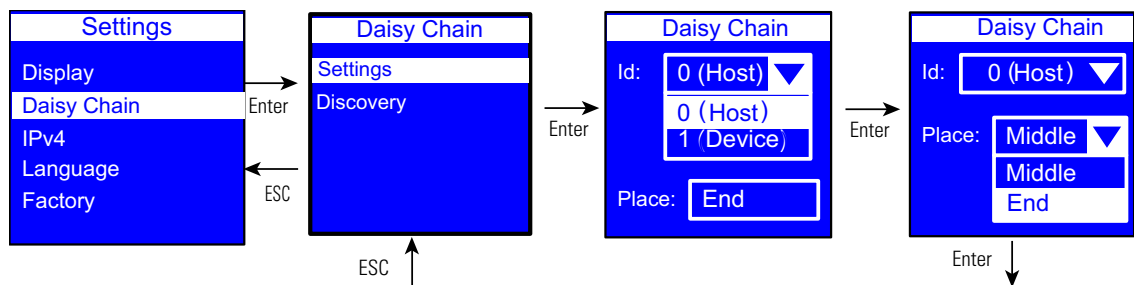 Settings
Display
Daisy Chain
IPv4
Language
Factory
Enter
ESC
Daisy Chain
Settings
Discovery
ESC
Enter
Daisy Chain
Id: 0 (Host)
0 (Host)
1 (Device)
Place: End
Enter
Daisy Chain
Id: 0 (Host)
Place: Middle
Middle
End
Enter